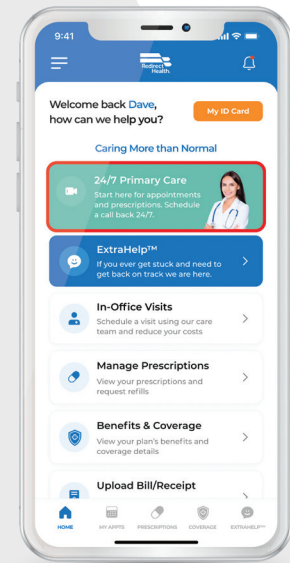 9:41
Redirect
Health.
Welcome back Dave,
how can we help you?
My ID Card
Caring More than Normal
24/7 Primary Care
Start here for appointments
and prescriptions. Schedule
a call back 24/7.
ExtraHelp™
If you ever get stuck and need to
get back on track we are here.
In-Office Visits
Schedule a visit using our care
team and reduce your costs
Manage Prescriptions
View your prescriptions and
request refills
Benefits & Coverage
View your plan's benefits and
coverage details
Upload Bill/Receipt
HOME
MY APPTS
PRESCRIPTIONS
COVERAGE
EXTRAHELP™